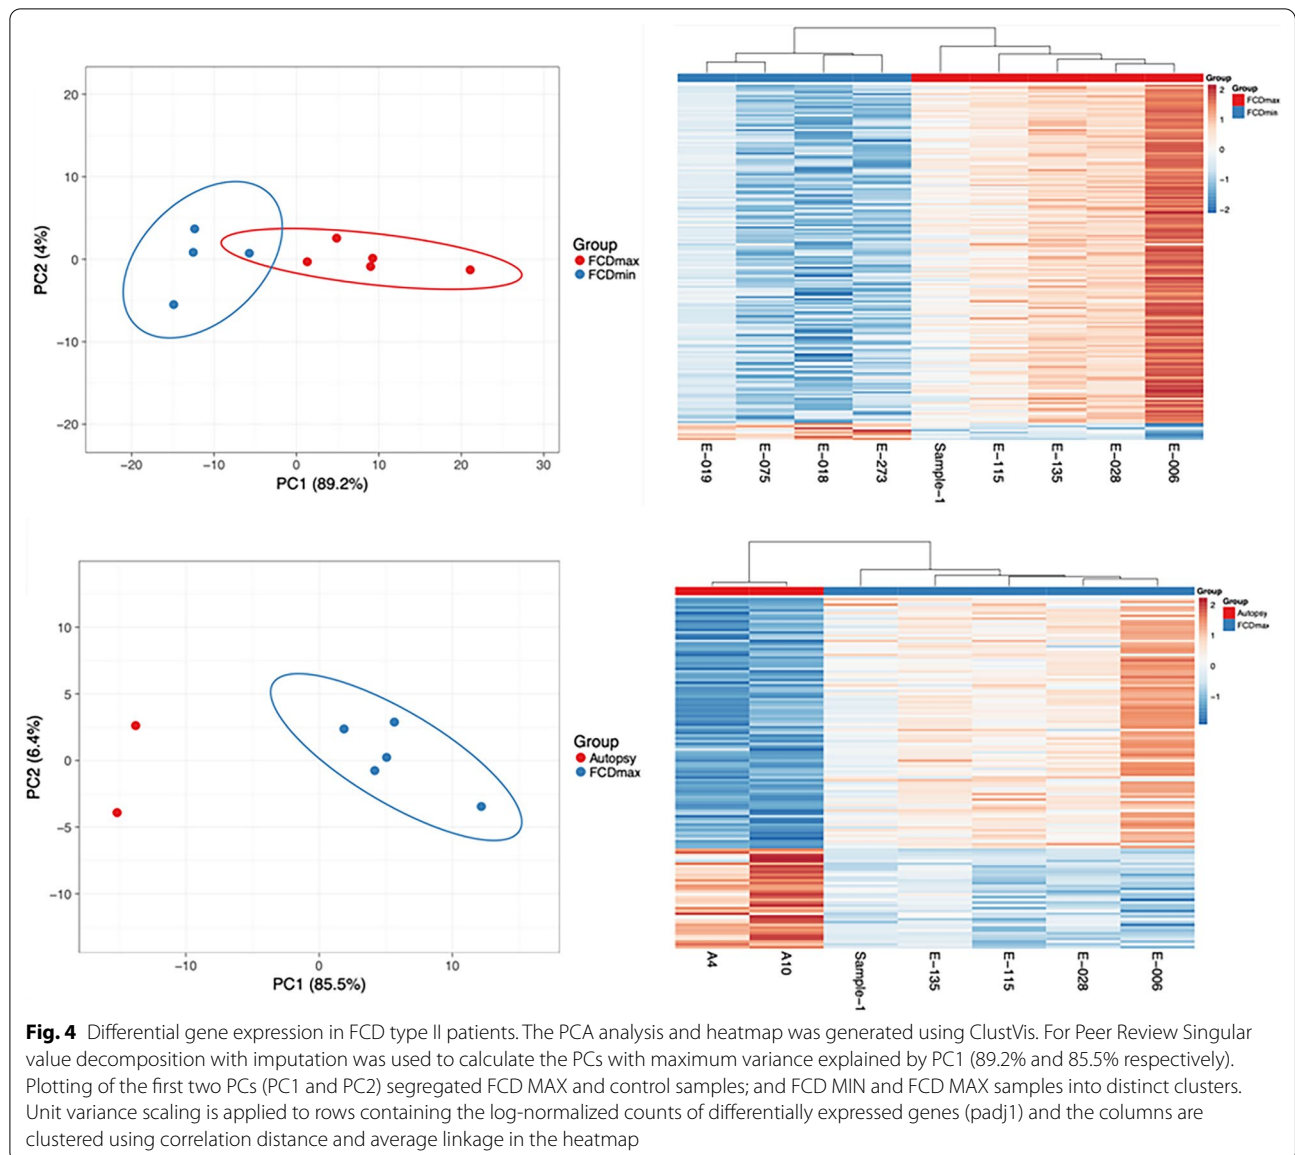 20
10
0
−10
−20
PC2 (4%)
−20
−10
0
10
20
30
PC1 (89.2%)
Group
FCDmax
FCDmin
Group
2
1
0
−1
−2
Group
FCDmax
FCDmin
E−019
E−075
E−018
E−273
Sample−1
E−115
E−135
E−028
E−006
10
5
0
−5
−10
PC2 (6.4%)
−10
0
10
PC1 (85.5%)
Group
Autopsy
FCDmax
Group
2
1
0
−1
Group
Autopsy
FCDmax
A4
A10
Sample−1
E−135
E−115
E−028
E−006
Fig. 4 Differential gene expression in FCD type II patients. The PCA analysis and heatmap was generated using ClustVis. For Peer Review Singular
value decomposition with imputation was used to calculate the PCs with maximum variance explained by PC1 (89.2% and 85.5% respectively).
Plotting of the first two PCs (PC1 and PC2) segregated FCD MAX and control samples; and FCD MIN and FCD MAX samples into distinct clusters.
Unit variance scaling is applied to rows containing the log-normalized counts of differentially expressed genes (padj1) and the columns are
clustered using correlation distance and average linkage in the heatmap